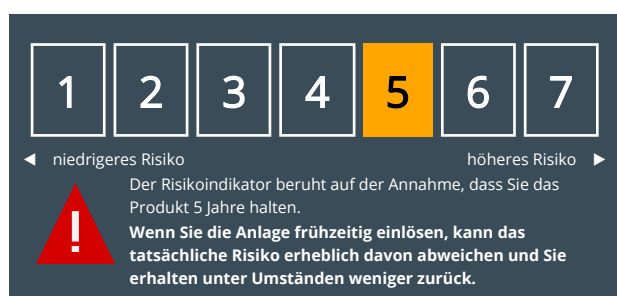 1 2 3 4 5 6 7
◄ niedrigeres Risiko höheres Risiko ►
Der Risikoindikator beruht auf der Annahme, dass Sie das
Produkt 5 Jahre halten.
!
Wenn Sie die Anlage frühzeitig einlösen, kann das
tatsächliche Risiko erheblich davon abweichen und Sie
erhalten unter Umständen weniger zurück.